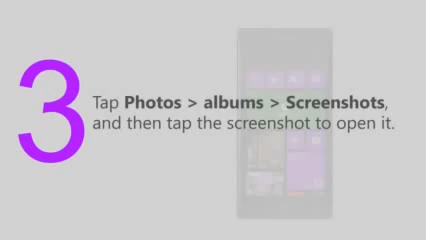 3
Tap Photos > albums > Screenshots,
and then tap the screenshot to open it.